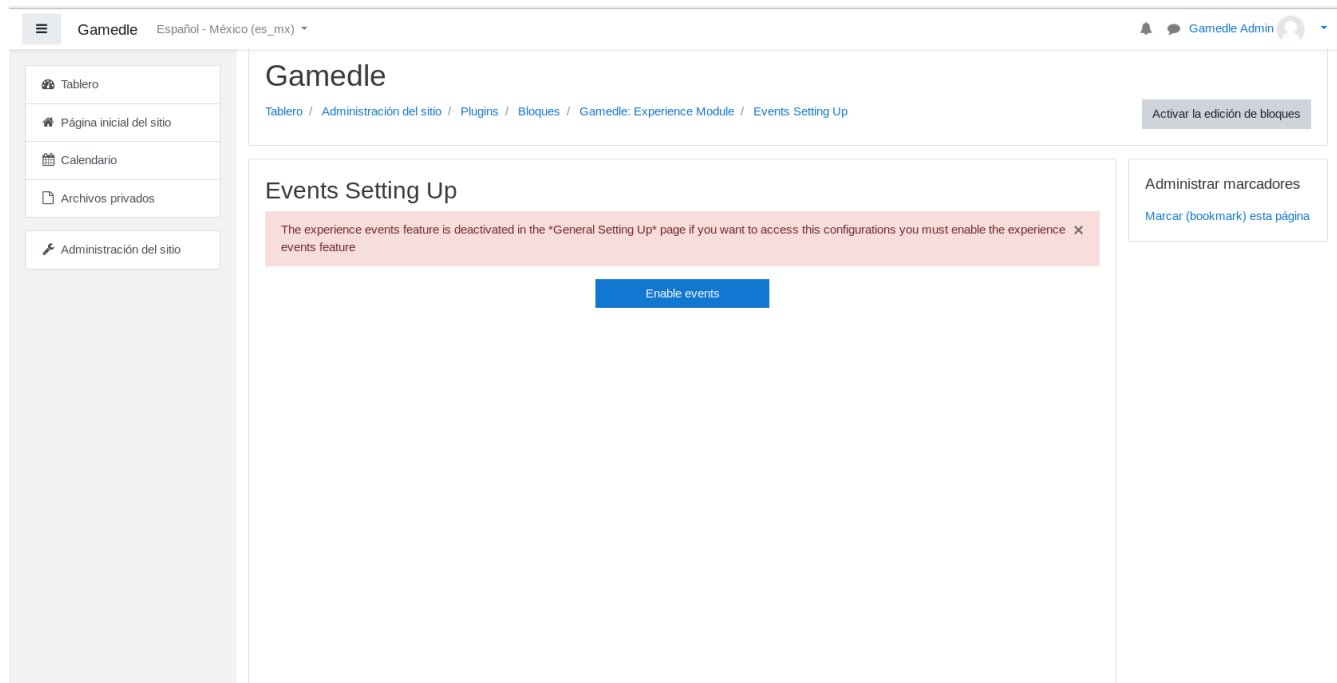 Gamedle Español - México (es_mx) Gamedle Admin
Tablero
Página inicial del sitio
Calendario
Archivos privados
Administración del sitio
Gamedle
Tablero / Administración del sitio / Plugins / Bloques / Gamedle: Experience Module / Events Setting Up
Activar la edición de bloques
Events Setting Up
The experience events feature is deactivated in the *General Setting Up* page if you want to access this configurations you must enable the experience ×
events feature
Enable events
Administrar marcadores
Marcar (bookmark) esta página